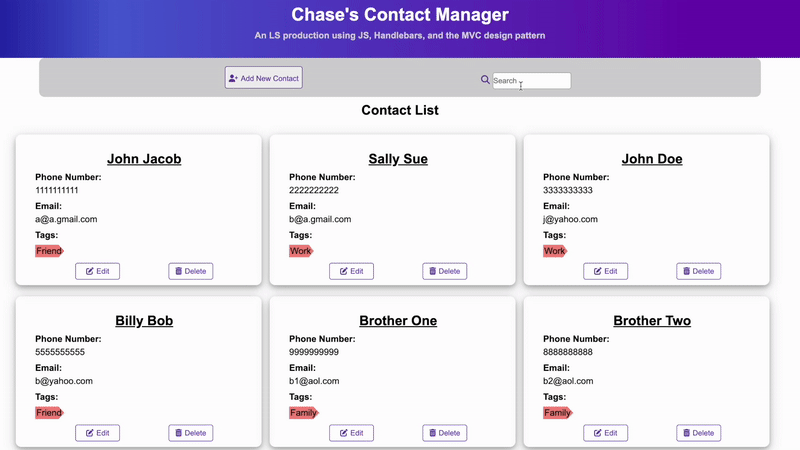 Chase's Contact Manager
An LS production using JS, Handlebars, and the MVC design pattern
Add New Contact
Search
Contact List
John Jacob
Phone Number:
1111111111
Email:
a@a.gmail.com
Tags:
Friend
Edit
Delete
Sally Sue
Phone Number:
2222222222
Email:
b@a.gmail.com
Tags:
Work
Edit
Delete
John Doe
Phone Number:
3333333333
Email:
j@yahoo.com
Tags:
Work
Edit
Delete
Billy Bob
Phone Number:
5555555555
Email:
b@yahoo.com
Tags:
Friend
Edit
Delete
Brother One
Phone Number:
9999999999
Email:
b1@aol.com
Tags:
Family
Edit
Delete
Brother Two
Phone Number:
8888888888
Email:
b2@aol.com
Tags:
Family
Edit
Delete